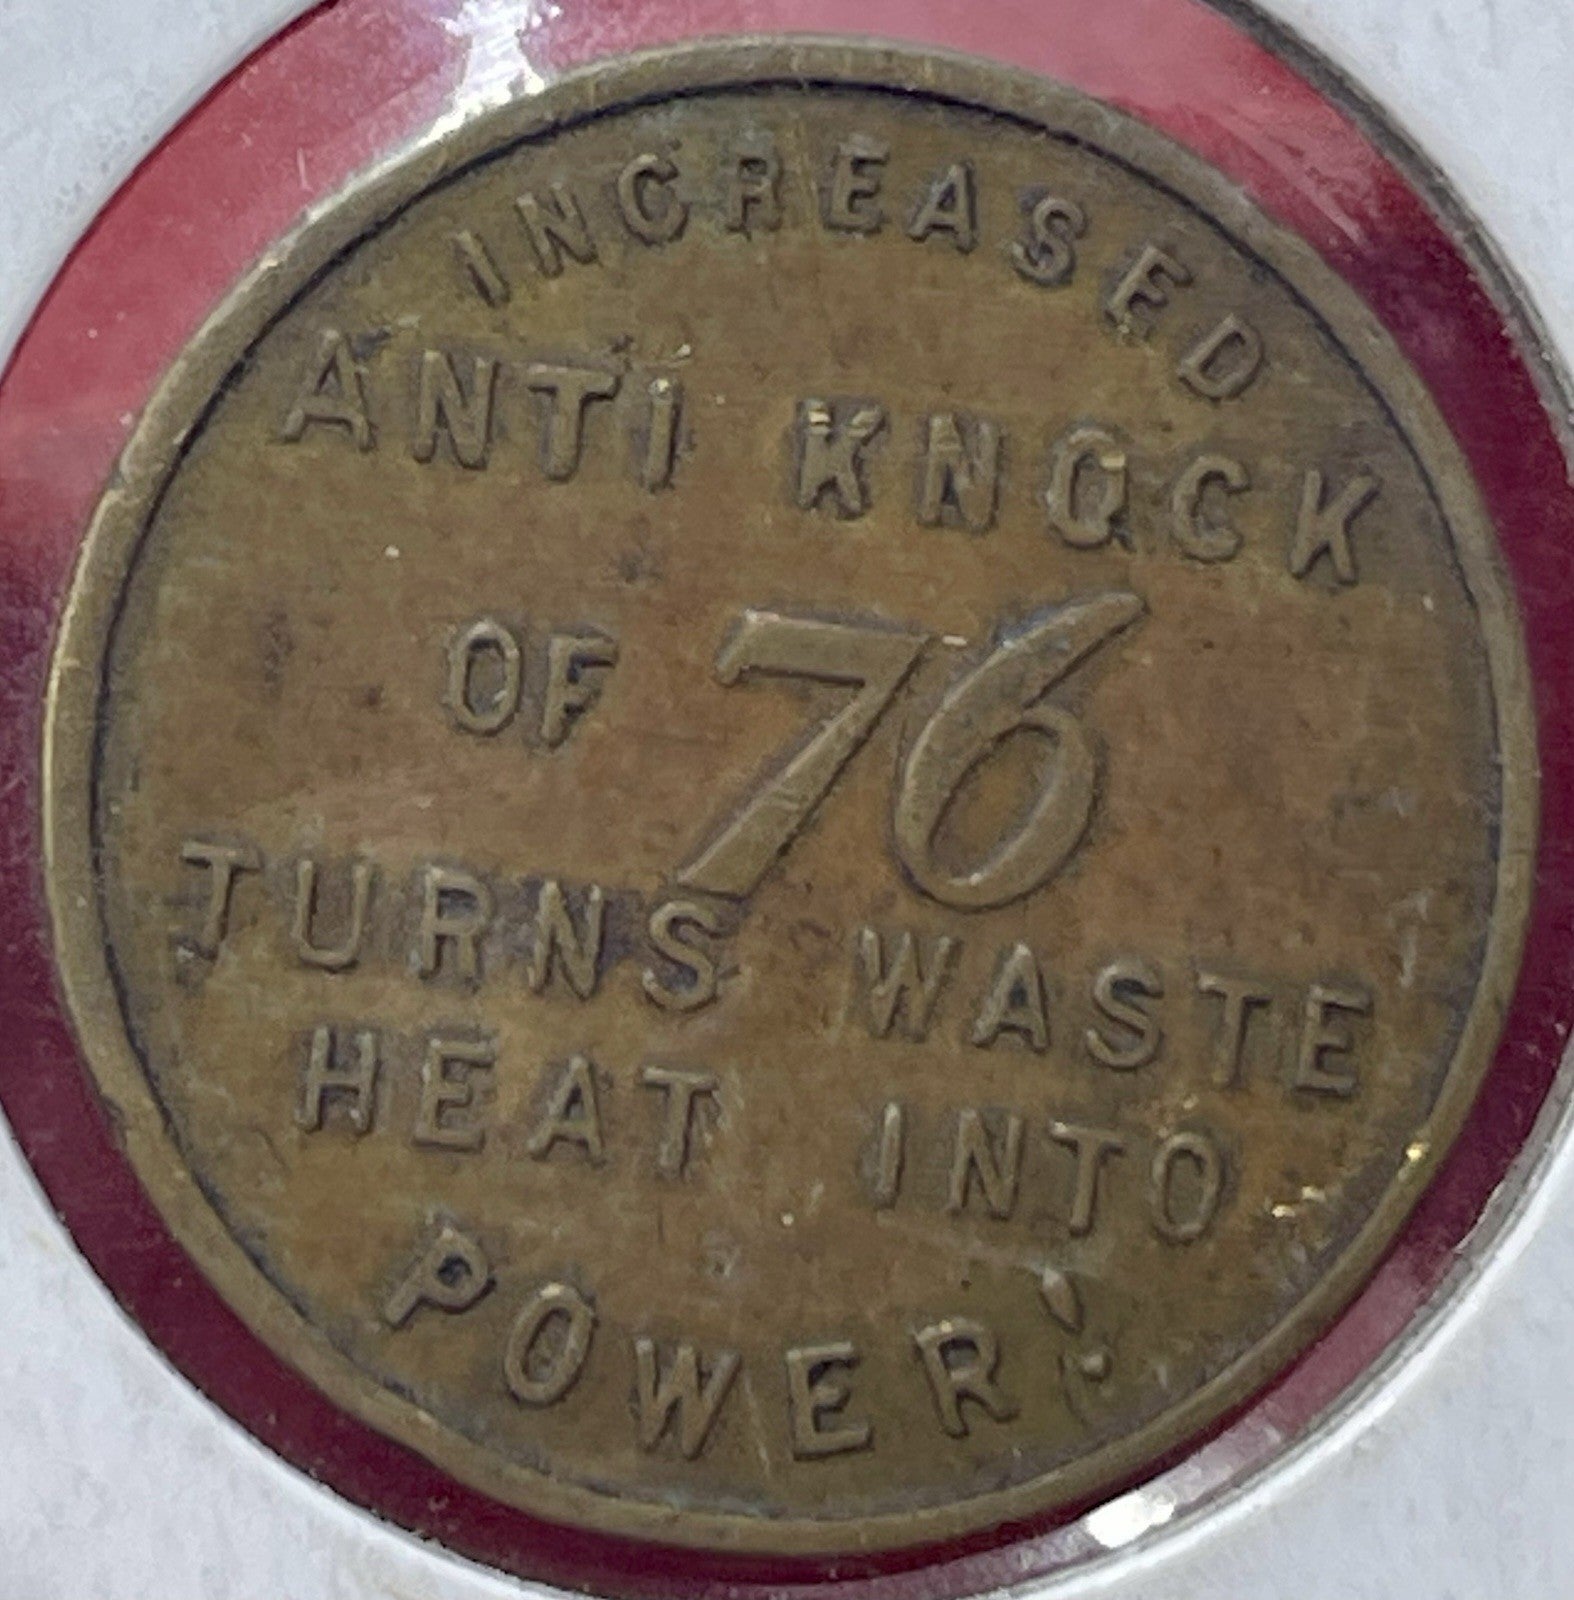 INCREASED
ANTI KNOCK
OF 76
TURNS WASTE
HEAT INTO
POWER!